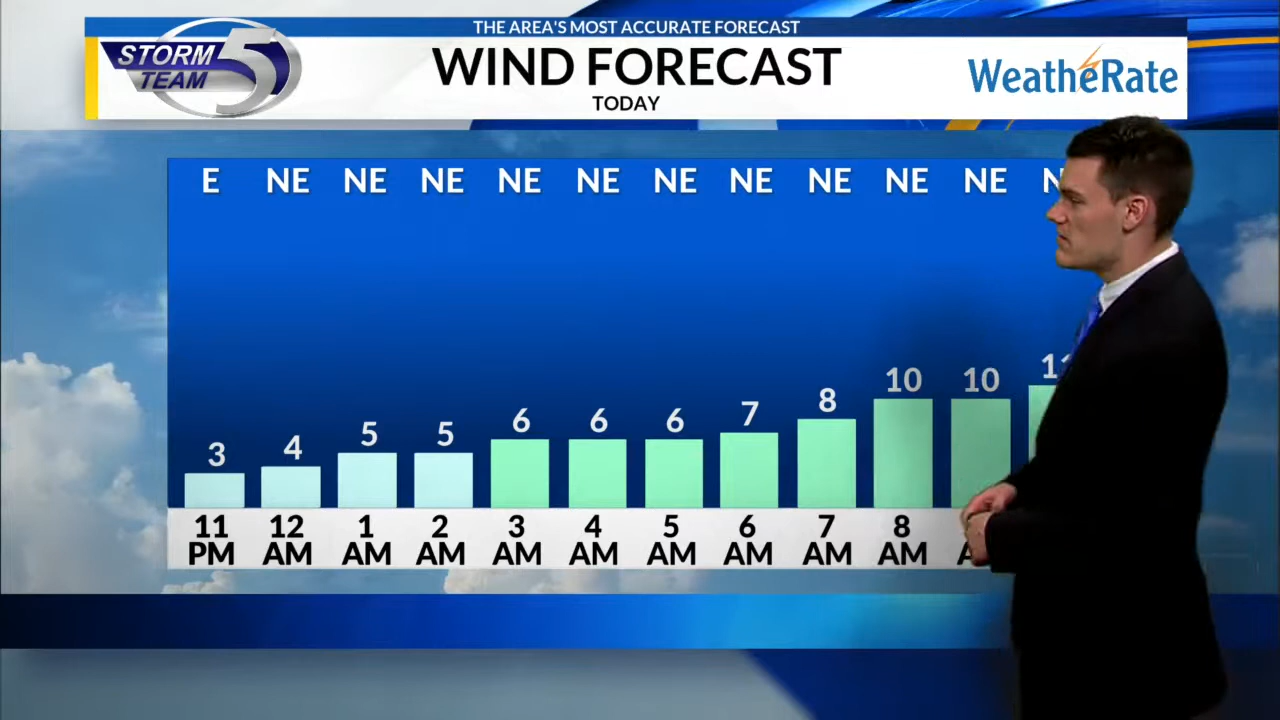 THE AREA'S MOST ACCURATE FORECAST
STORM TEAM 5
WIND FORECAST
TODAY
WeatheRate
E NE NE NE NE NE NE NE NE NE NE
3 4 5 5 6 6 6 7 8 10 10
11 PM 12 AM 1 AM 2 AM 3 AM 4 AM 5 AM 6 AM 7 AM 8 AM